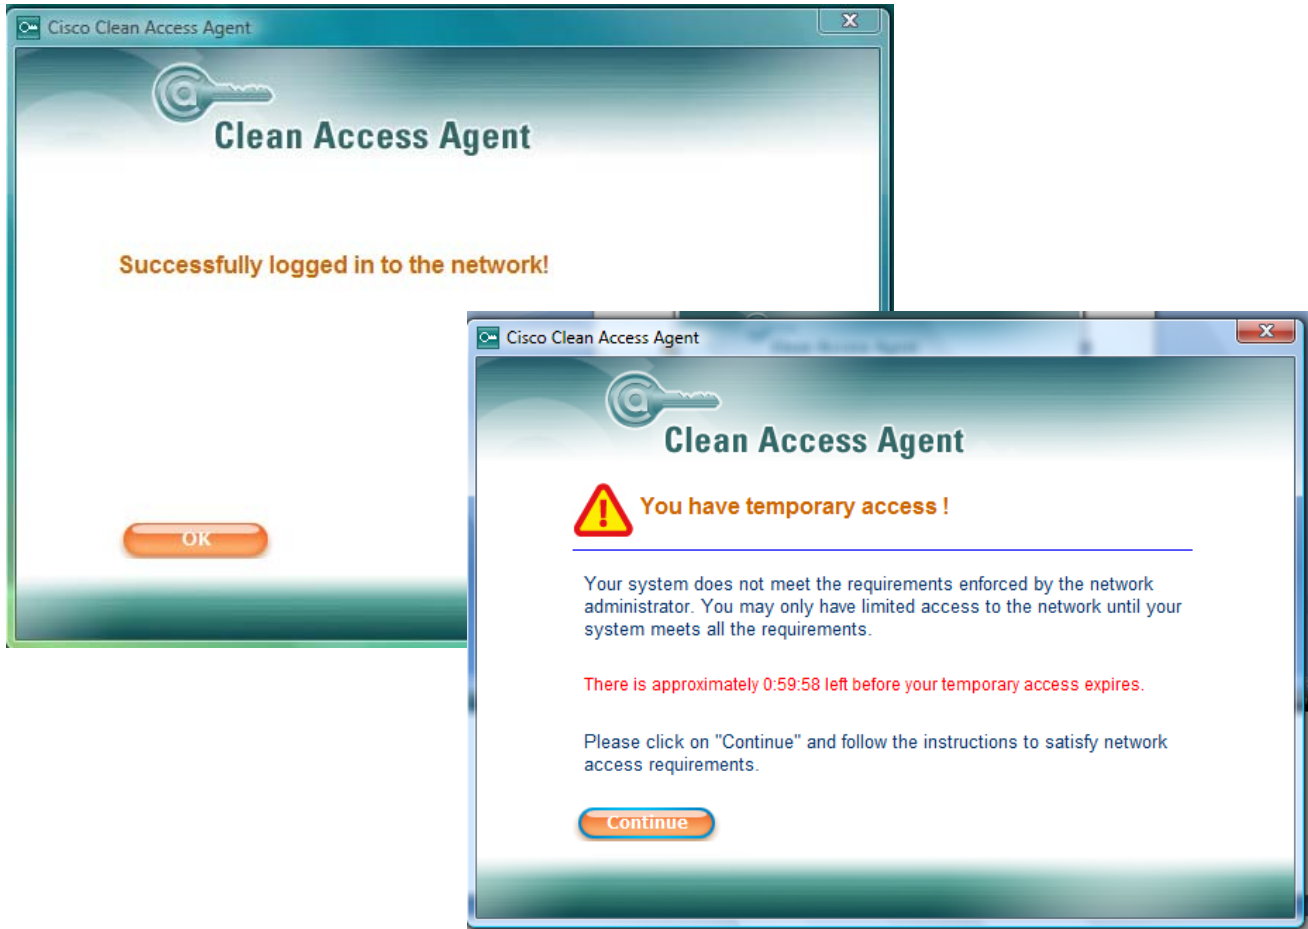 Cisco Clean Access Agent
Clean Access Agent
Successfully logged in to the network!
OK
Cisco Clean Access Agent
Clean Access Agent
You have temporary access !
Your system does not meet the requirements enforced by the network
administrator. You may only have limited access to the network until your
system meets all the requirements.
There is approximately 0:59:58 left before your temporary access expires.
Please click on "Continue" and follow the instructions to satisfy network
access requirements.
Continue